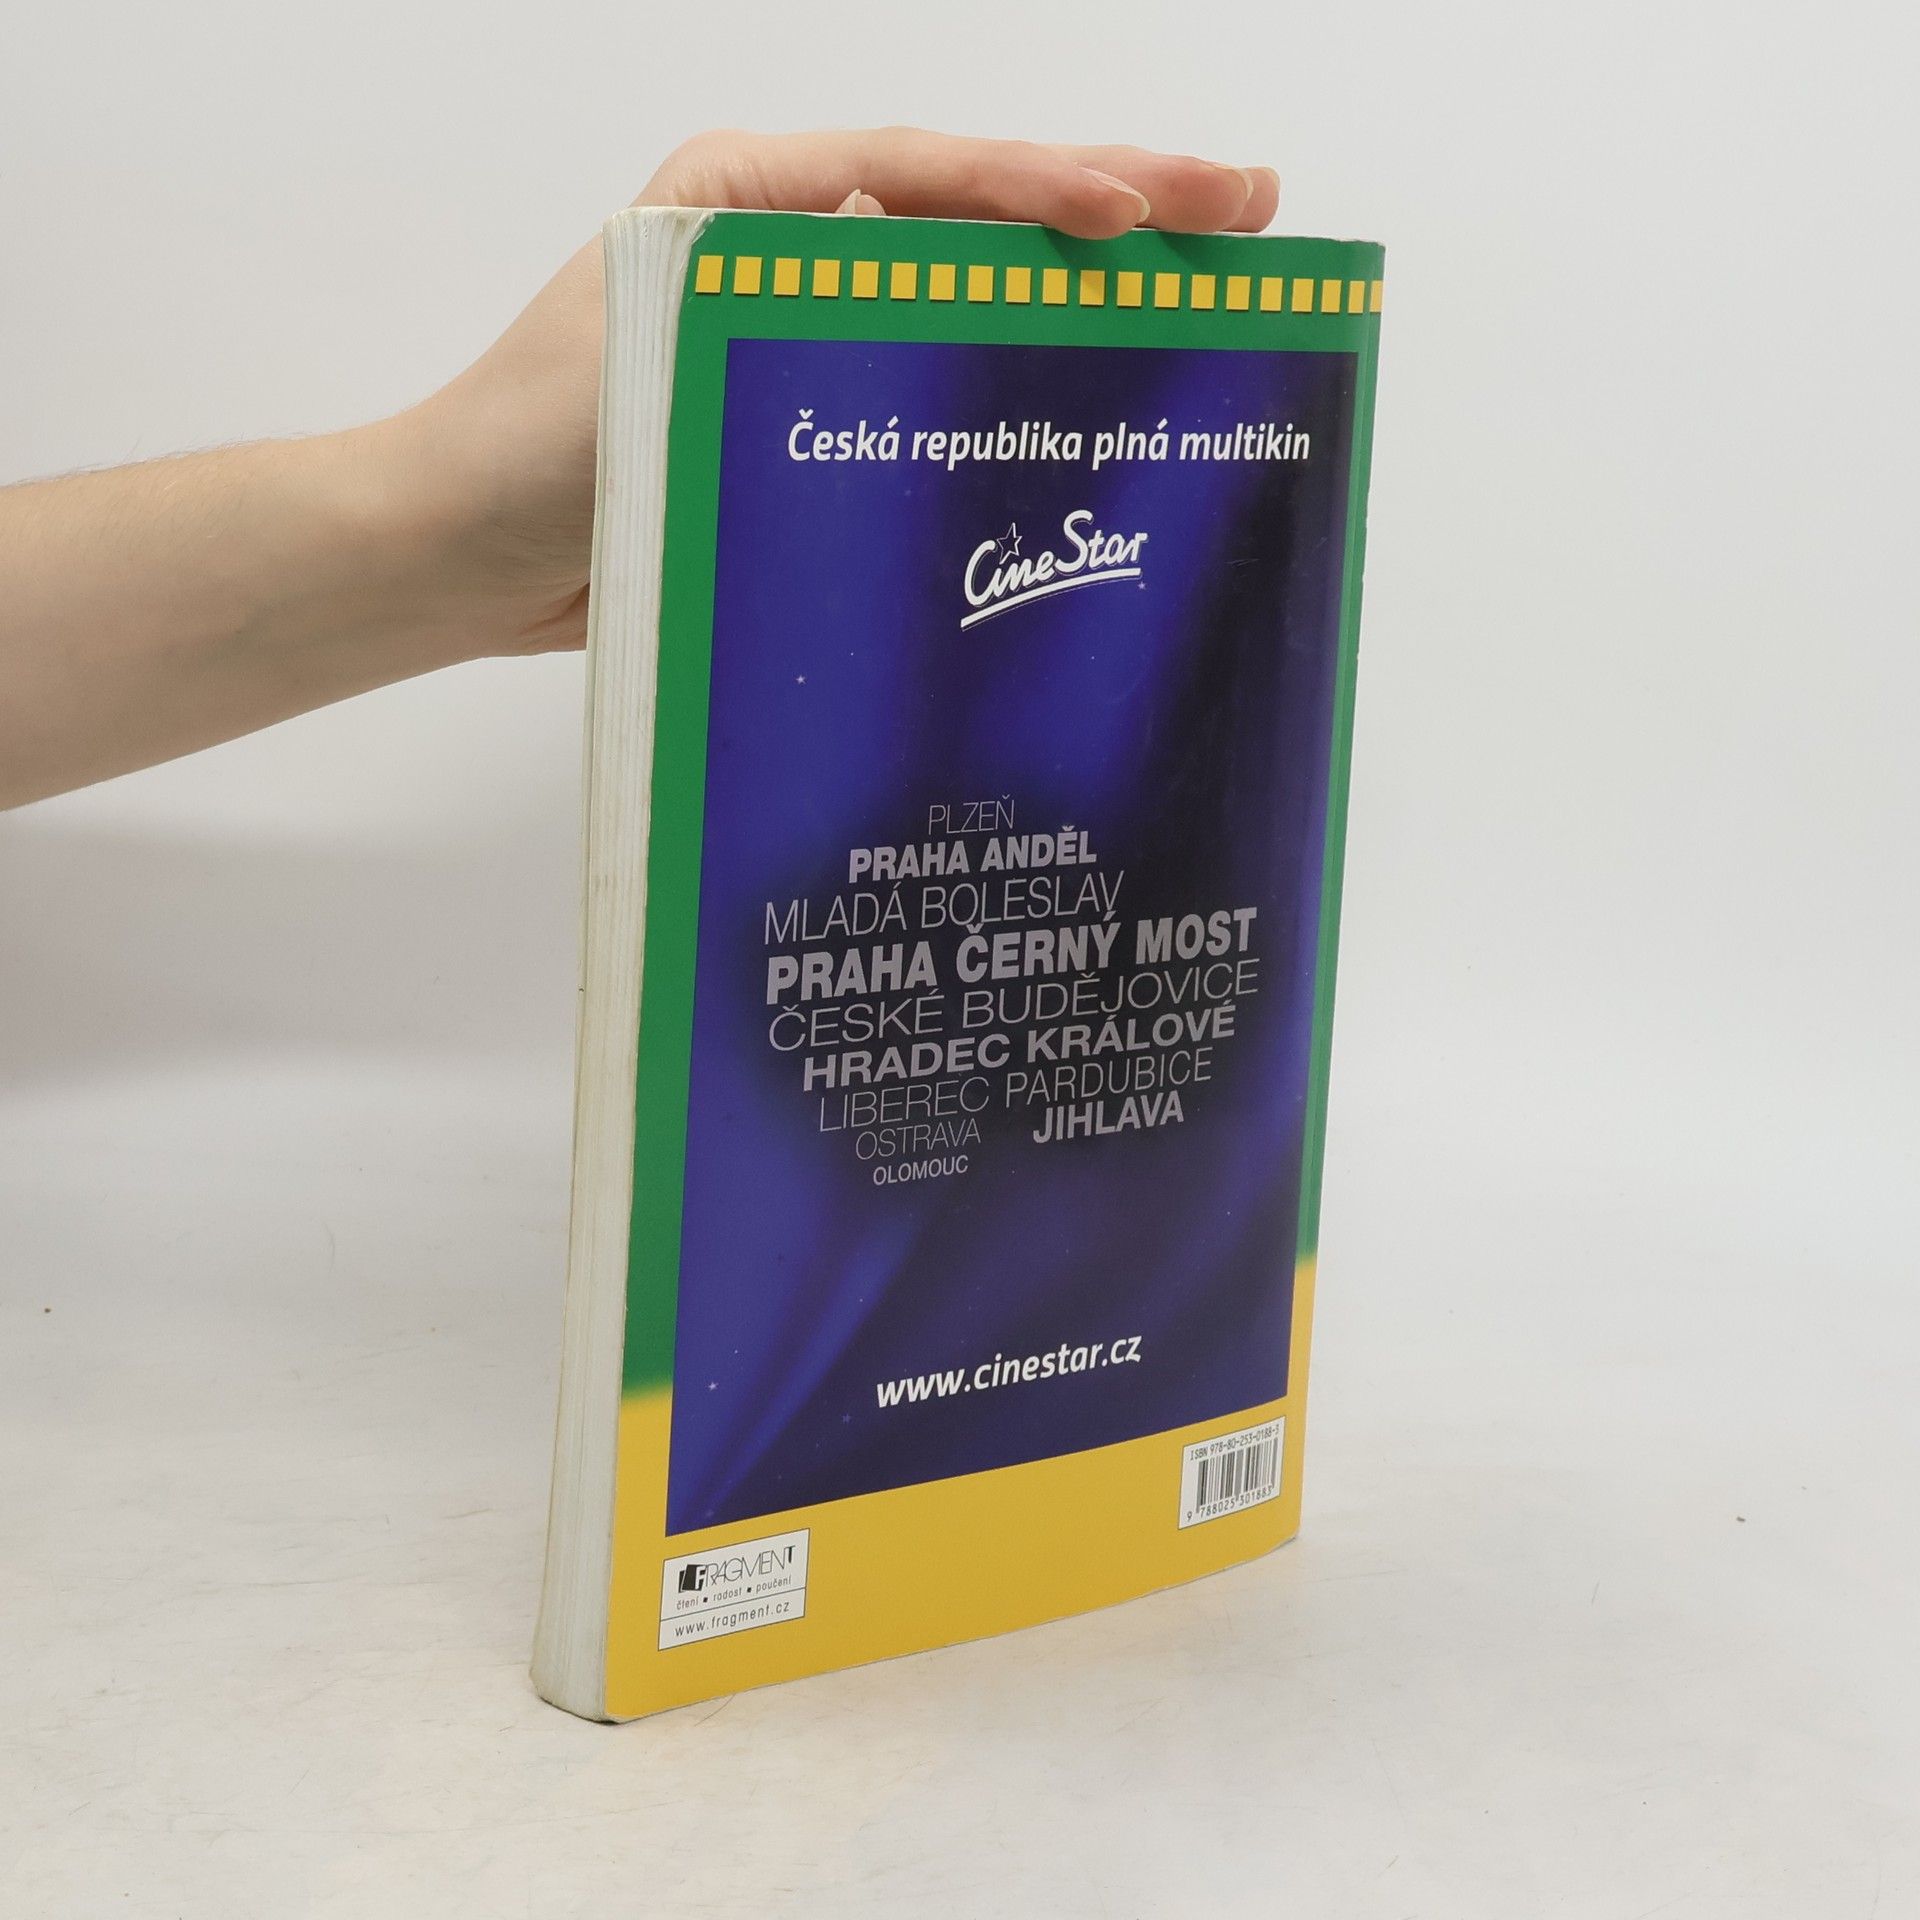 Česká republika plná multikin
CineStar
PLZEŇ
PRAHA ANDĚL
MLADÁ BOLESLAV
PRAHA ČERNÝ MOST
ČESKÉ BUDĚJOVICE
HRADEC KRÁLOVÉ
LIBEREC PARDUBICE
OSTRAVA JIHLAVA
OLOMOUC
www.cinestar.cz
ISBN 978-80-253-0188-3
9 788025 301883
FRAGMENT
čtení ▪ radost ▪ poučení
www.fragment.cz